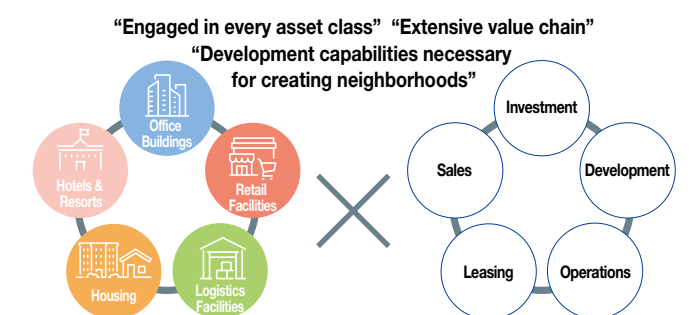 “Engaged in every asset class” “Extensive value chain”
“Development capabilities necessary
for creating neighborhoods”
Office
Buildings
Hotels &
Resorts
Retail
Facilities
Housing
Logistics
Facilities
Investment
Sales
Development
Leasing
Operations